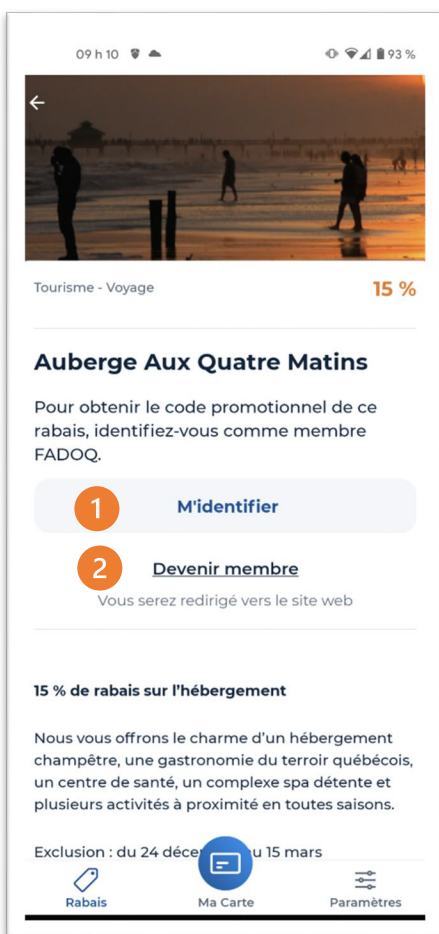 09 h 10 93 %
Tourisme - Voyage 15 %
Auberge Aux Quatre Matins
Pour obtenir le code promotionnel de ce
rabais, identifiez-vous comme membre
FADOQ.
1 M'identifier
2 Devenir membre
Vous serez redirigé vers le site web
15 % de rabais sur l’hébergement
Nous vous offrons le charme d’un hébergement
champêtre, une gastronomie du terroir québécois,
un centre de santé, un complexe spa détente et
plusieurs activités à proximité en toutes saisons.
Exclusion : du 24 15 mars
Rabais Ma Carte Paramètres